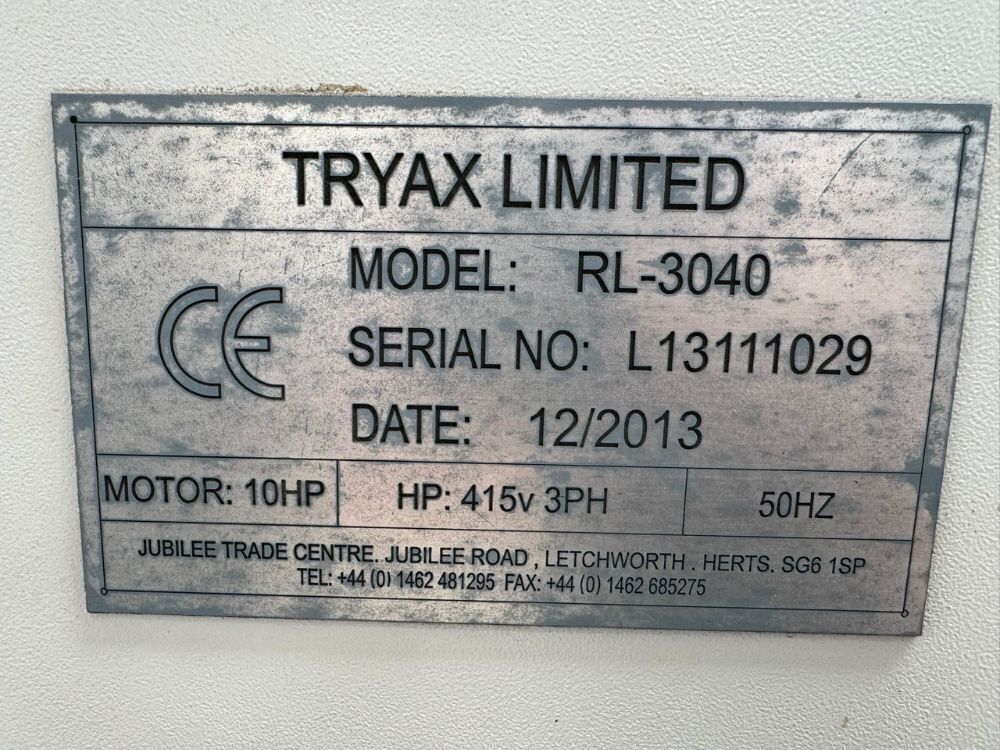 TRYAX LIMITED
CE
MODEL: RL-3040
SERIAL NO: L13111029
DATE: 12/2013
MOTOR: 10HP HP: 415v 3PH 50HZ
JUBILEE TRADE CENTRE. JUBILEE ROAD , LETCHWORTH . HERTS. SG6 1SP
TEL: +44 (0) 1462 481295 FAX: +44 (0) 1462 685275